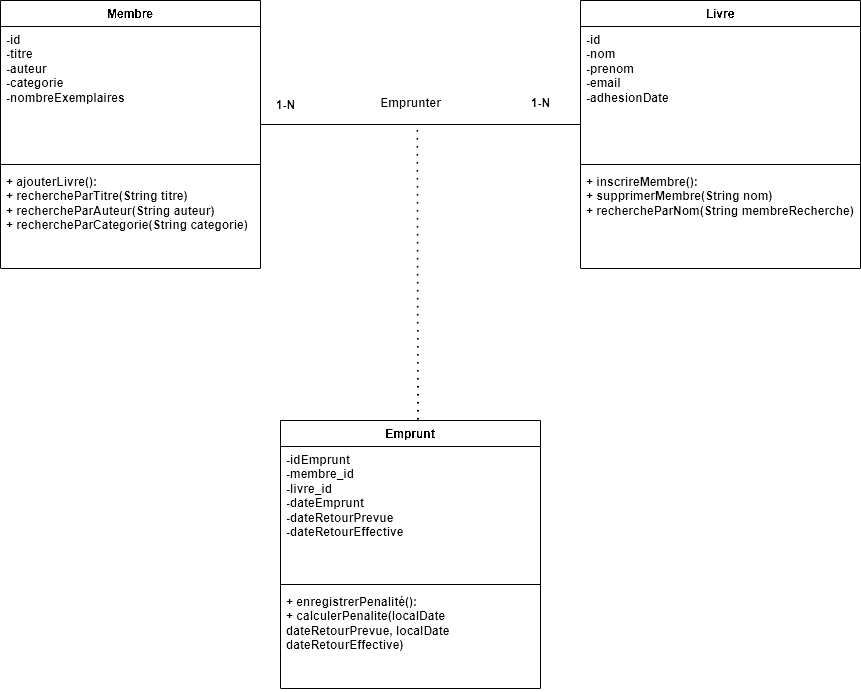 Membre
-id
-titre
-auteur
-categorie
-nombreExemplaires
+ ajouterLivre():
+ rechercheParTitre(String titre)
+ rechercheParAuteur(String auteur)
+ rechercheParCategorie(String categorie)
1-N
Emprunter
1-N
Livre
-id
-nom
-prenom
-email
-adhesionDate
+ inscrireMembre():
+ supprimerMembre(String nom)
+ rechercheParNom(String membreRecherche)
Emprunt
-idEmprunt
-membre_id
-livre_id
-dateEmprunt
-dateRetourPrevue
-dateRetourEffective
+ enregistrerPenalité():
+ calculerPenalite(localDate
dateRetourPrevue, localDate
dateRetourEffective)